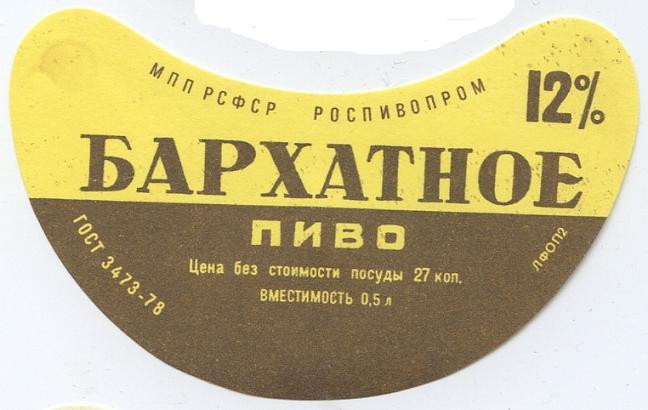 МПП РСФСР РОСПИВОПРОМ
12%
БАРХАТНОЕ
ПИВО
Цена без стоимости посуды 27 коп.
ВМЕСТИМОСТЬ 0,5 л
ГОСТ 3473-78
ЛФОП2